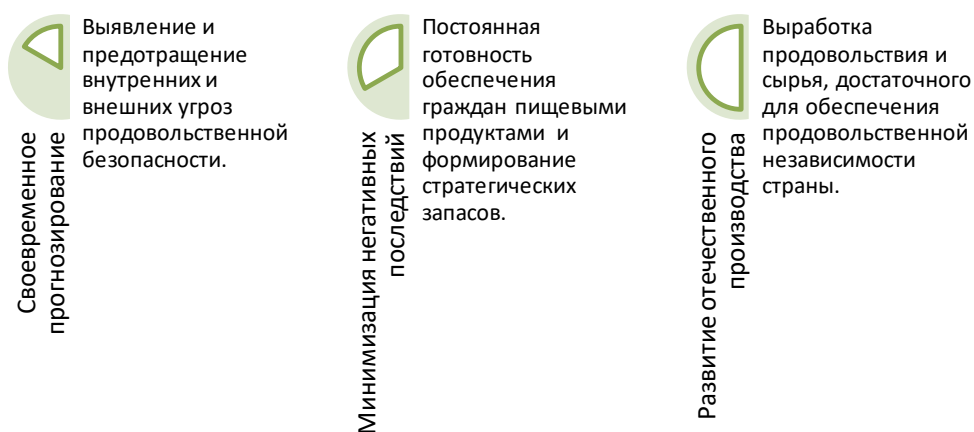 Своевременное
прогнозирование
Выявление и
предотращение
внутренних и
внешних угроз
продовольственной
безопасности.
Минимизация негативных
последствий
Постоянная
готовность
обеспечения
граждан пищевыми
продуктами и
формирование
стратегических
запасов.
Развитие отечественного
производства
Выработка
продовольствия и
сырья, достаточного
для обеспечения
продовольственной
независимости
страны.